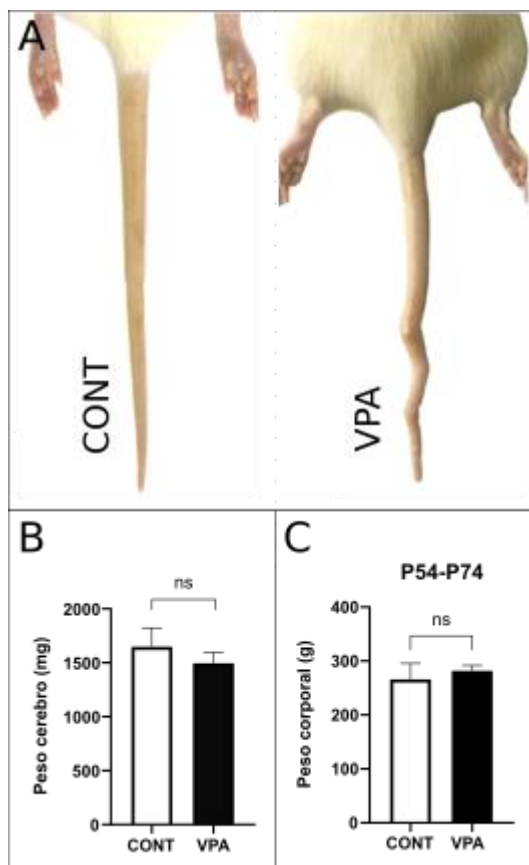 A
CONT
VPA
B
ns
Peso cerebro (mg)
2000
1500
1000
500
0
CONT VPA
C
P54-P74
ns
Peso corporal (g)
400
300
200
100
0
CONT VPA